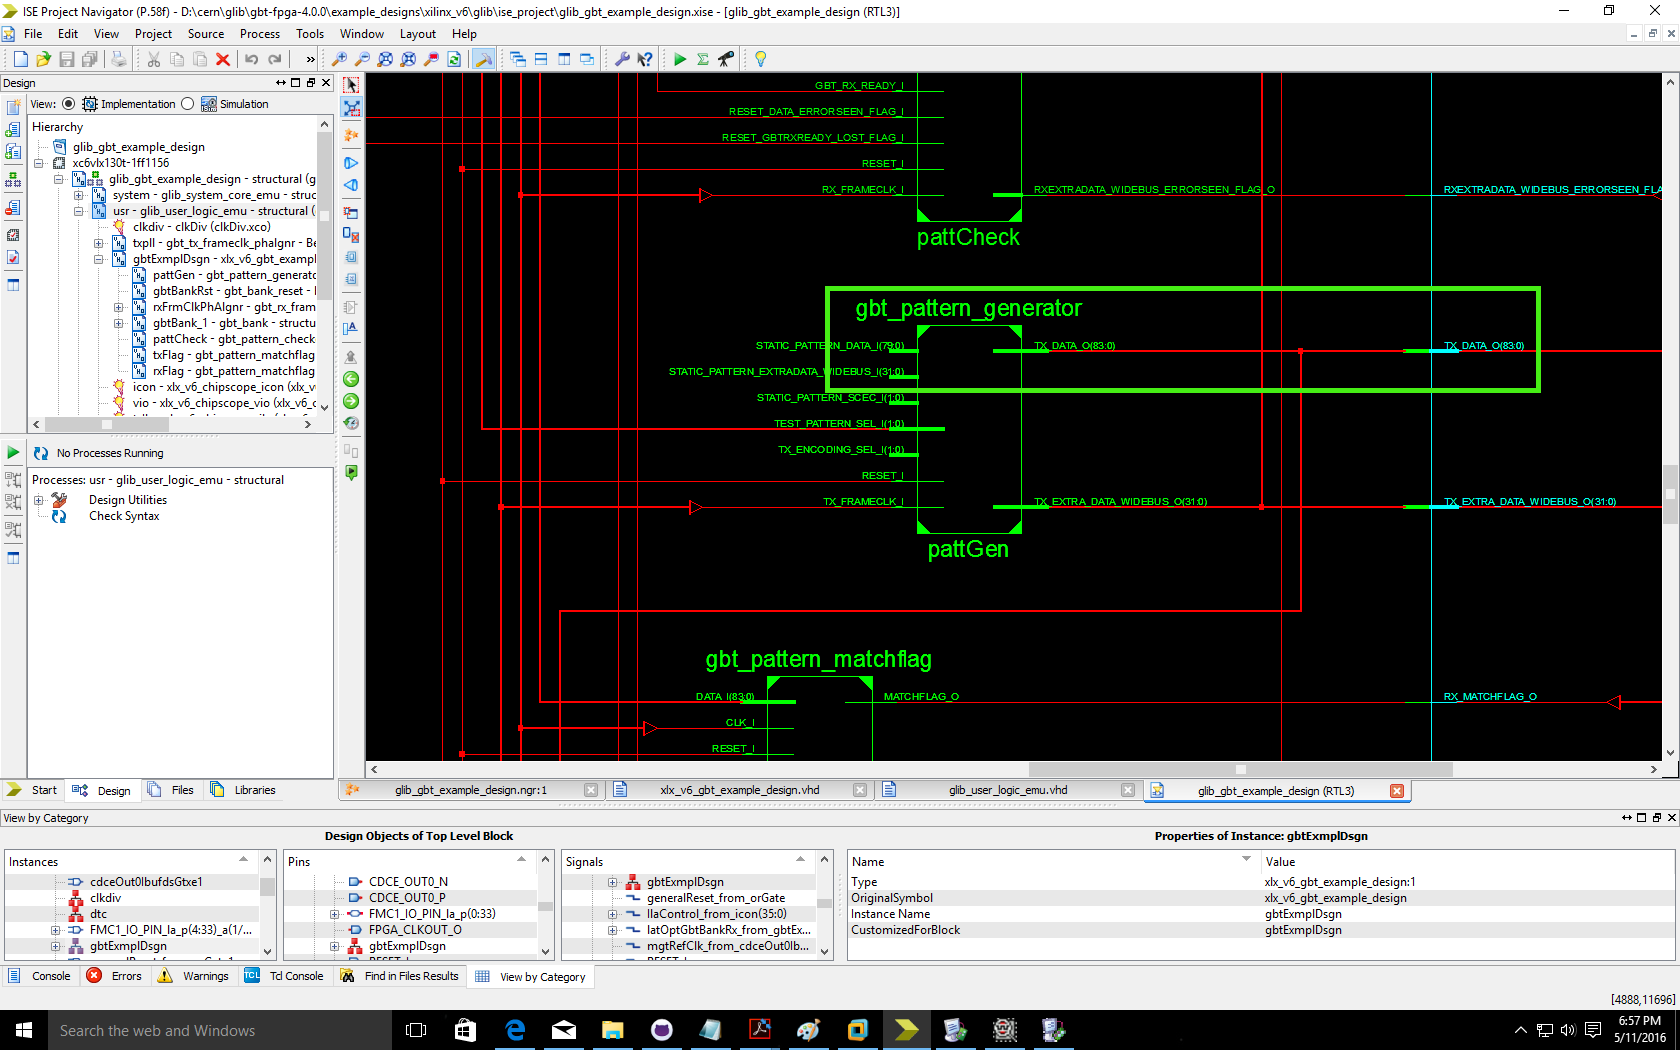 ISE Project Navigator (P.58f) - D:\cern\glib\gbt-fpga-4.0.0\example_designs\xilinx_v6\glib\ise_project\glib_gbt_example_design.xise - [glib_gbt_example_design (RTL3)]
File Edit View Project Source Process Tools Window Layout Help
Design
View: Implementation Simulation
Hierarchy
glib_gbt_example_design
xc6vlx130t-1ff1156
glib_gbt_example_design - structural (g
system - glib_system_core_emu - struc
usr - glib_user_logic_emu - structural (
clkdiv - clkDiv (clkDiv.xco)
txpll - gbt_tx_frameclk_phalgnr - Be
gbtExmplDsgn - xlx_v6_gbt_exampl
pattGen - gbt_pattern_generato
gbtBankRst - gbt_bank_reset -
rxFrmClkPhAlgnr - gbt_rx_fram
gbtBank_1 - gbt_bank - structu
pattCheck - gbt_pattern_check
txFlag - gbt_pattern_matchflag
rxFlag - gbt_pattern_matchflag
icon - xlx_v6_chipscope_icon (xlx_v
vio - xlx_v6_chipscope_vio (xlx_v6_c
No Processes Running
Processes: usr - glib_user_logic_emu - structural
Design Utilities
Check Syntax
Start Design Files Libraries
GBT_RX_READY_I
RESET_DATA_ERRORSEEN_FLAG_I
RESET_GBTRXREADY_LOST_FLAG_I
RESET_I
RX_FRAMECLK_I
RXEXTRADATA_WIDEBUS_ERRORSEEN_FLAG_O
RXEXTRADATA_WIDEBUS_ERRORSEEN_FLA
pattCheck
gbt_pattern_generator
STATIC_PATTERN_DATA_I(79:0)
TX_DATA_O(83:0)
TX_DATA_O(83:0)
STATIC_PATTERN_EXTRADATA_WIDEBUS_I(31:0)
STATIC_PATTERN_SCEC_I(1:0)
TEST_PATTERN_SEL_I(1:0)
TX_ENCODING_SEL_I(1:0)
RESET_I
TX_FRAMECLK_I
TX_EXTRA_DATA_WIDEBUS_O(31:0)
TX_EXTRA_DATA_WIDEBUS_O(31:0)
pattGen
gbt_pattern_matchflag
DATA_I(83:0)
MATCHFLAG_O
RX_MATCHFLAG_O
CLK_I
RESET_I
glib_gbt_example_design.ngr:1
xlx_v6_gbt_example_design.vhd
glib_user_logic_emu.vhd
glib_gbt_example_design (RTL3)
View by Category
Design Objects of Top Level Block
Instances
cdceOut0IbufdsGtxe1
clkdiv
dtc
FMC1_IO_PIN_la_p(4:33)_a(1/...
gbtExmplDsgn
Pins
CDCE_OUT0_N
CDCE_OUT0_P
FMC1_IO_PIN_la_p(0:33)
FPGA_CLKOUT_O
gbtExmplDsgn
Signals
gbtExmplDsgn
generalReset_from_orGate
IlaControl_from_icon(35:0)
latOptGbtBankRx_from_gbtEx...
mgtRefClk_from_cdceOut0Ib...
Properties of Instance: gbtExmplDsgn
Name Value
Type xlx_v6_gbt_example_design:1
OriginalSymbol xlx_v6_gbt_example_design
Instance Name gbtExmplDsgn
CustomizedForBlock gbtExmplDsgn
Console Errors Warnings Tcl Console Find in Files Results View by Category
[4888,11696]
Search the web and Windows
6:57 PM
5/11/2016